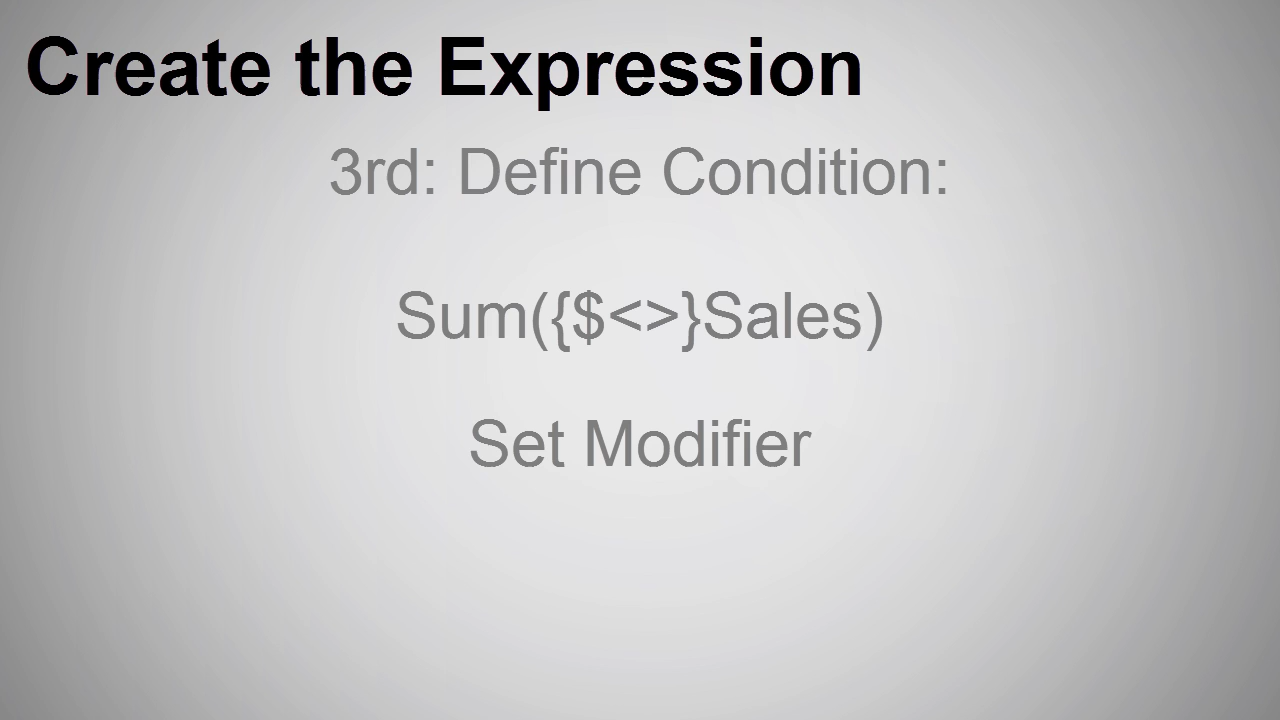 Create the Expression
3rd: Define Condition:
Sum({$<>}Sales)
Set Modifier